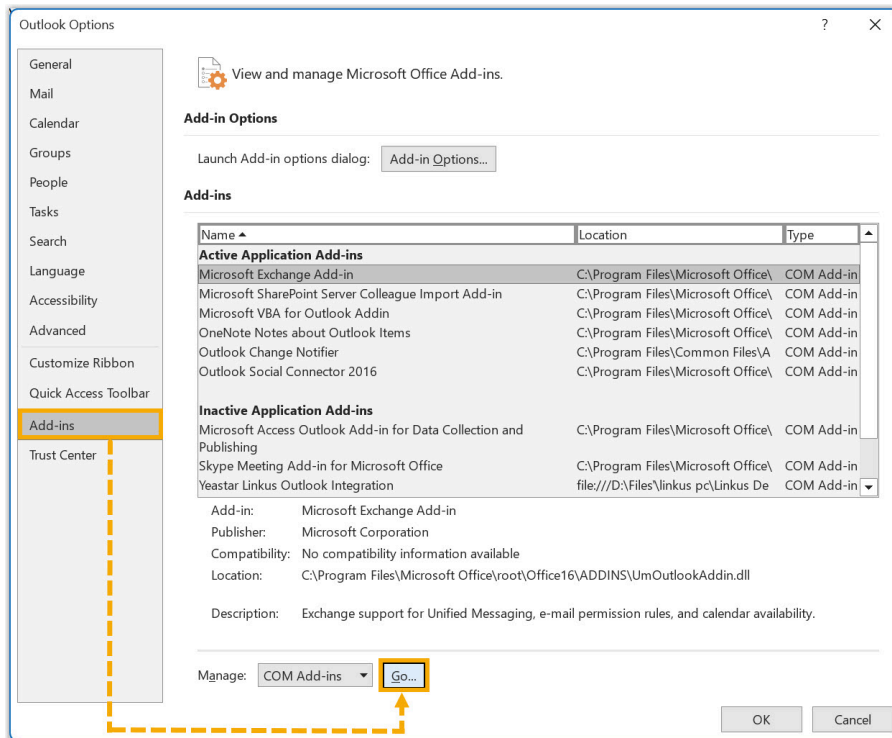 Outlook Options ? ×
General
Mail
Calendar
Groups
People
Tasks
Search
Language
Accessibility
Advanced
Customize Ribbon
Quick Access Toolbar
Add-ins
Trust Center
View and manage Microsoft Office Add-ins.
Add-in Options
Launch Add-in options dialog: Add-in Options...
Add-ins
Name Location Type
Active Application Add-ins
Microsoft Exchange Add-in C:\Program Files\Microsoft Office\ COM Add-in
Microsoft SharePoint Server Colleague Import Add-in C:\Program Files\Microsoft Office\ COM Add-in
Microsoft VBA for Outlook Addin C:\Program Files\Microsoft Office\ COM Add-in
OneNote Notes about Outlook Items C:\Program Files\Microsoft Office\ COM Add-in
Outlook Change Notifier C:\Program Files\Common Files\A COM Add-in
Outlook Social Connector 2016 C:\Program Files\Microsoft Office\ COM Add-in
Inactive Application Add-ins
Microsoft Access Outlook Add-in for Data Collection and C:\Program Files\Microsoft Office\ COM Add-in
Publishing
Skype Meeting Add-in for Microsoft Office C:\Program Files\Microsoft Office\ COM Add-in
Yeastar Linkus Outlook Integration file:///D:\Files\linkus pc\Linkus De COM Add-in
Add-in: Microsoft Exchange Add-in
Publisher: Microsoft Corporation
Compatibility: No compatibility information available
Location: C:\Program Files\Microsoft Office\root\Office16\ADDINS\UmOutlookAddin.dll
Description: Exchange support for Unified Messaging, e-mail permission rules, and calendar availability.
Manage: COM Add-ins Go...
OK Cancel